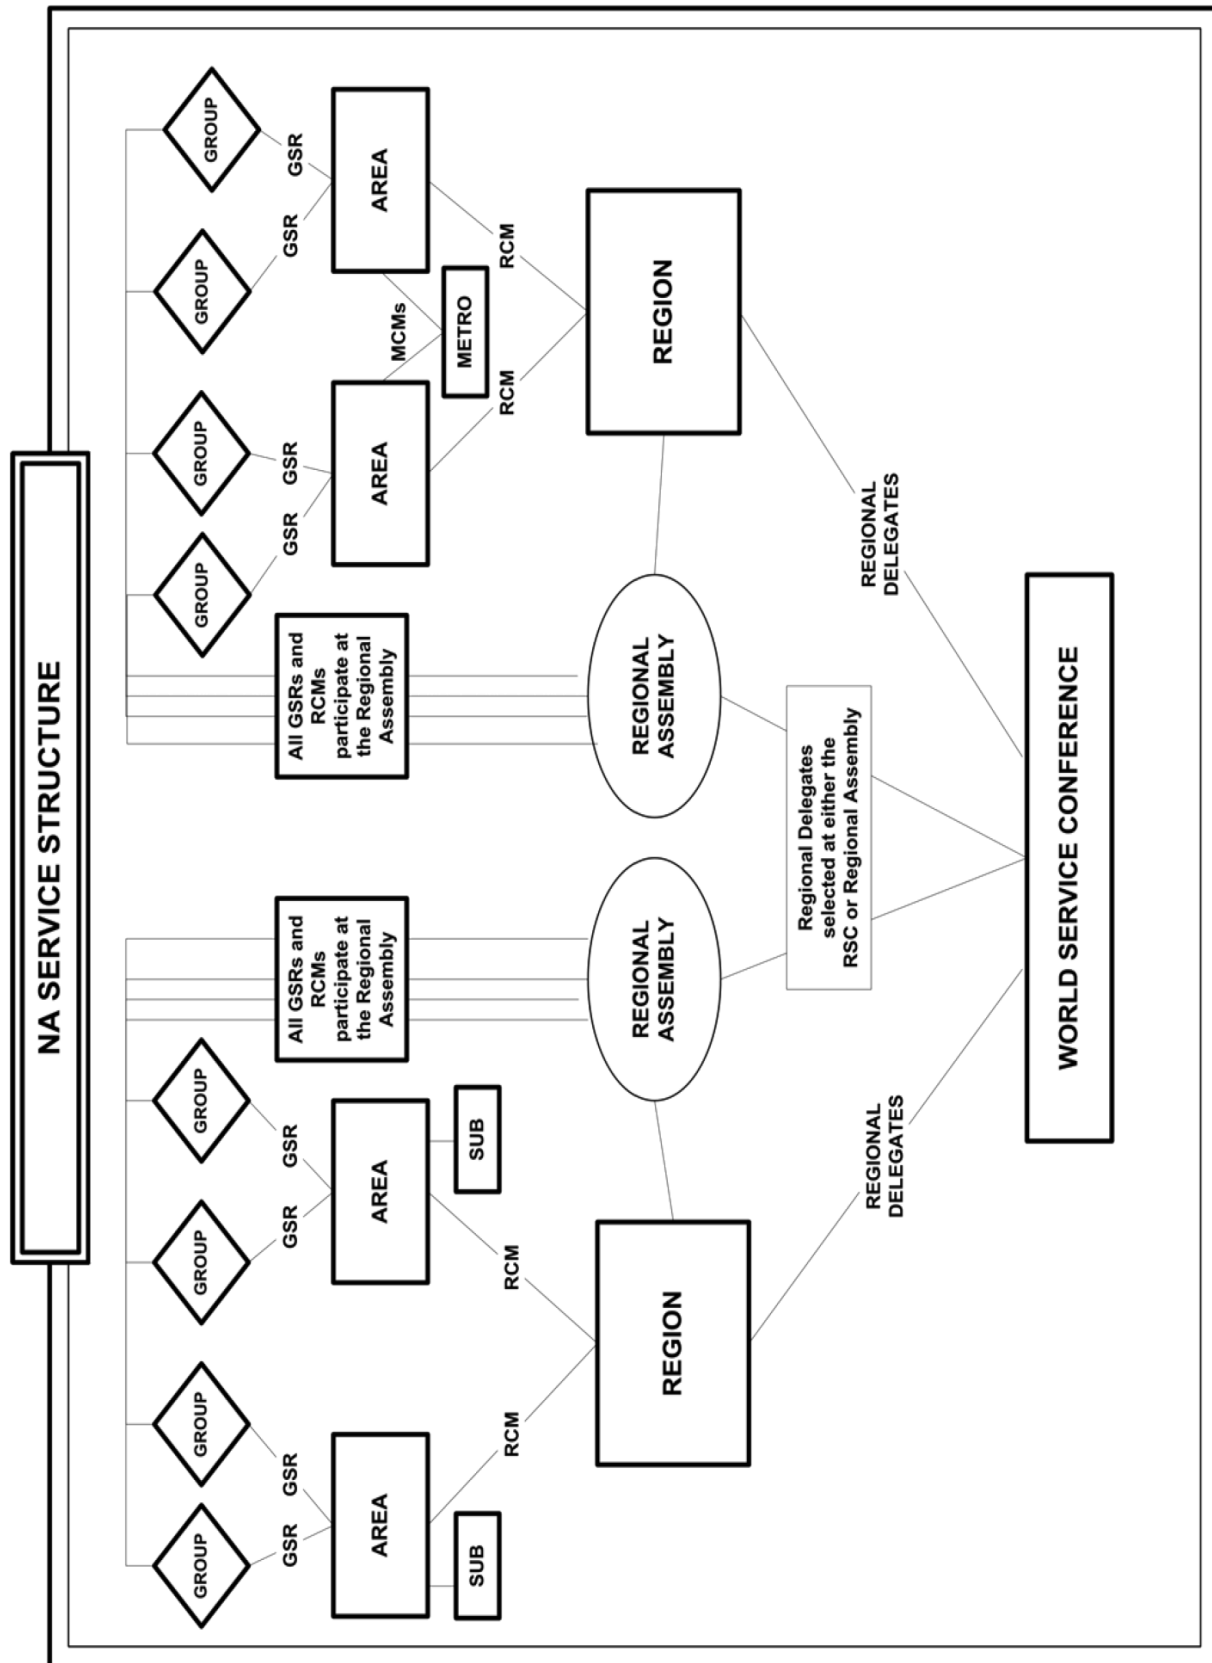 NA SERVICE STRUCTURE
GROUP
GROUP
GROUP
GROUP
GROUP
GROUP
GROUP
GROUP
GSR
GSR
GSR
GSR
GSR
GSR
GSR
GSR
All GSRs and
RCMs
participate at
the Regional
Assembly
All GSRs and
RCMs
participate at
the Regional
Assembly
AREA
AREA
AREA
AREA
MCMs
SUB
SUB
METRO
RCM
RCM
RCM
RCM
REGION
REGIONAL
ASSEMBLY
REGIONAL
ASSEMBLY
REGION
Regional Delegates
selected at either the
RSC or Regional Assembly
REGIONAL
DELEGATES
REGIONAL
DELEGATES
WORLD SERVICE CONFERENCE